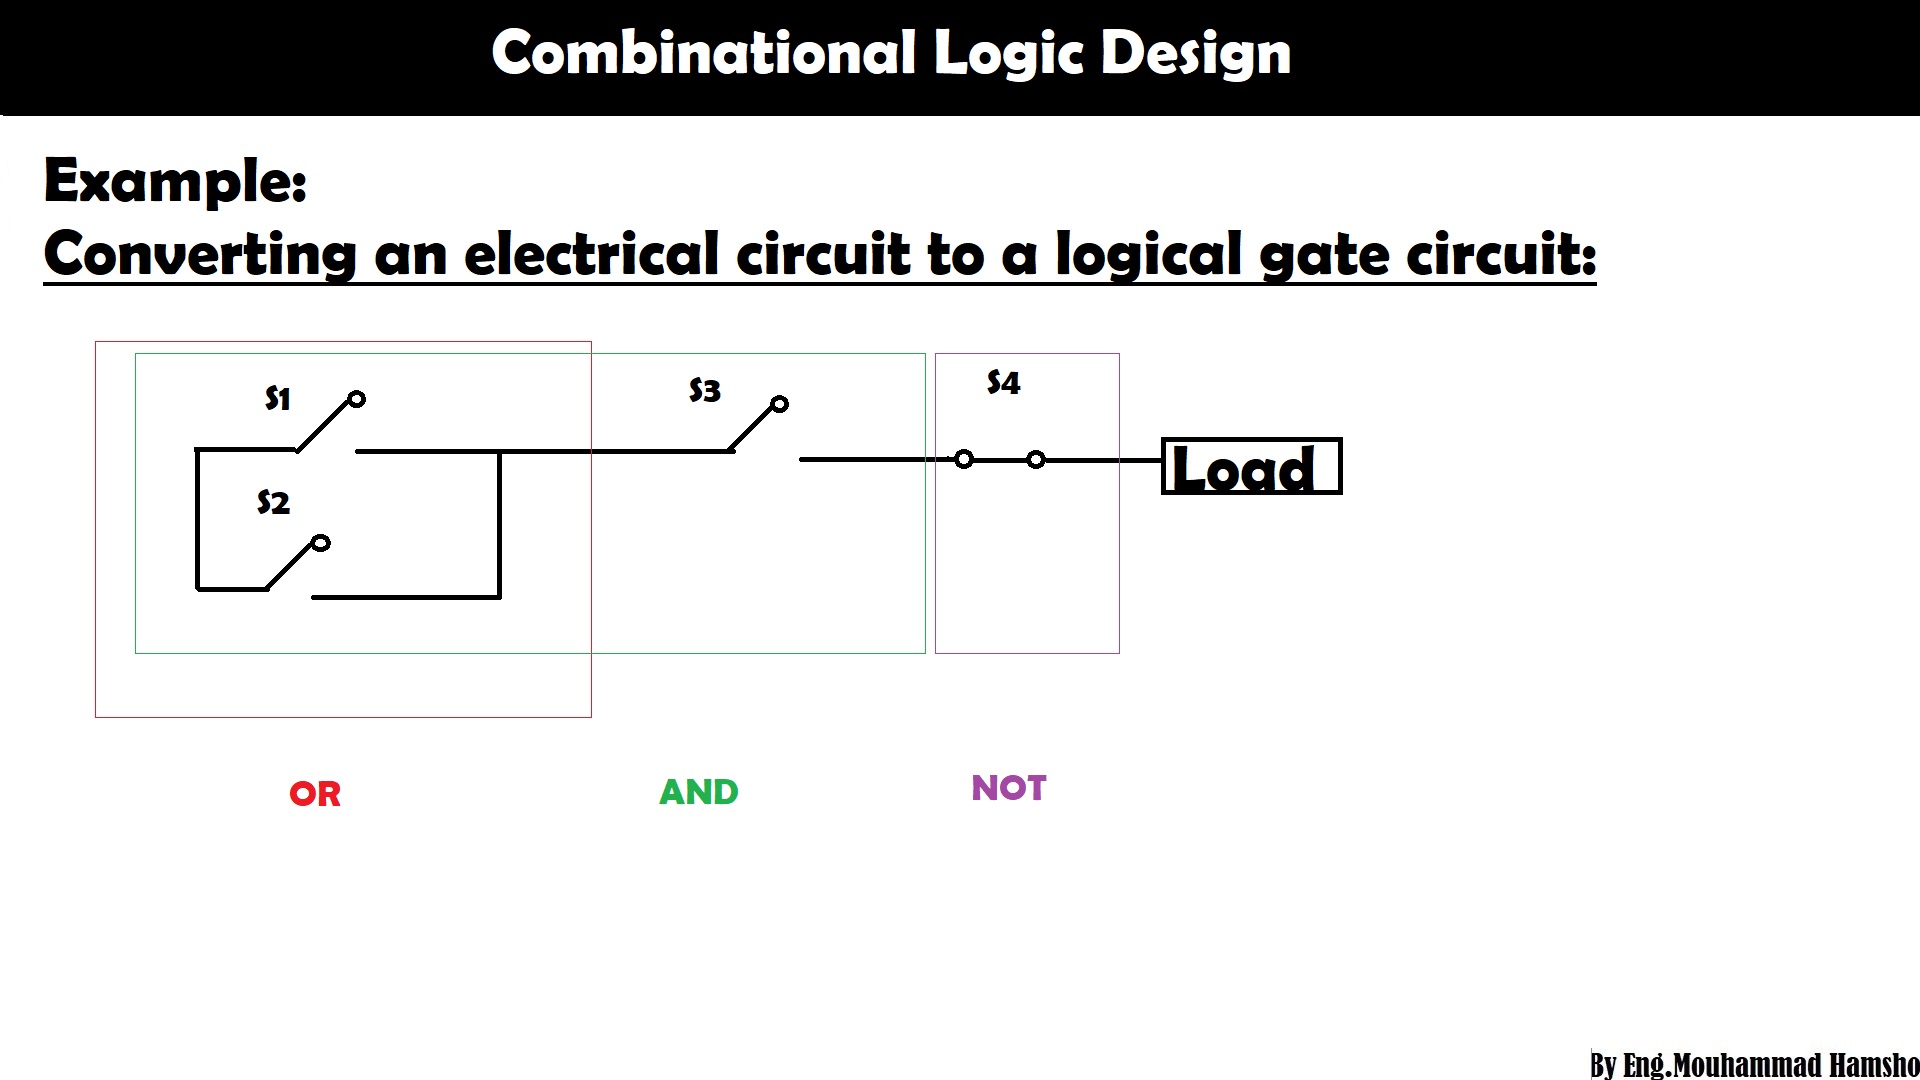 Combinational Logic Design
Example:
Converting an electrical circuit to a logical gate circuit:
S1
S3
S4
Load
S2
OR
AND
NOT
By Eng.Mouhammad Hamsho